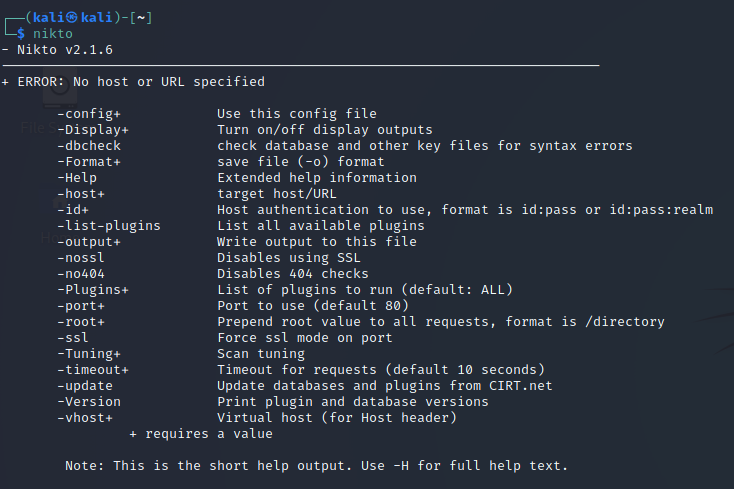 ┌──(kali㉿kali)-[~]
└─$ nikto
- Nikto v2.1.6
---------------------------------------------------------------------------
+ ERROR: No host or URL specified
-config+ Use this config file
-Display+ Turn on/off display outputs
-dbcheck check database and other key files for syntax errors
-Format+ save file (-o) format
-Help Extended help information
-host+ target host/URL
-id+ Host authentication to use, format is id:pass or id:pass:realm
-list-plugins List all available plugins
-output+ Write output to this file
-nossl Disables using SSL
-no404 Disables 404 checks
-Plugins+ List of plugins to run (default: ALL)
-port+ Port to use (default 80)
-root+ Prepend root value to all requests, format is /directory
-ssl Force ssl mode on port
-Tuning+ Scan tuning
-timeout+ Timeout for requests (default 10 seconds)
-update Update databases and plugins from CIRT.net
-Version Print plugin and database versions
-vhost+ Virtual host (for Host header)
+ requires a value
Note: This is the short help output. Use -H for full help text.